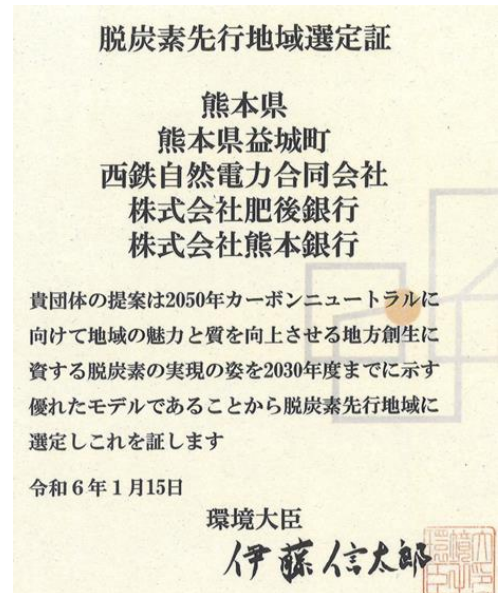 脱炭素先行地域選定証
熊本県
熊本県益城町
西鉄自然電力合同会社
株式会社肥後銀行
株式会社熊本銀行
貴団体の提案は2050年カーボンニュートラルに
向けて地域の魅力と質を向上させる地方創生に
資する脱炭素の実現の姿を2030年度までに示す
優れたモデルであることから脱炭素先行地域に
選定しこれを証します
令和6年1月15日
環境大臣
伊藤信太郎